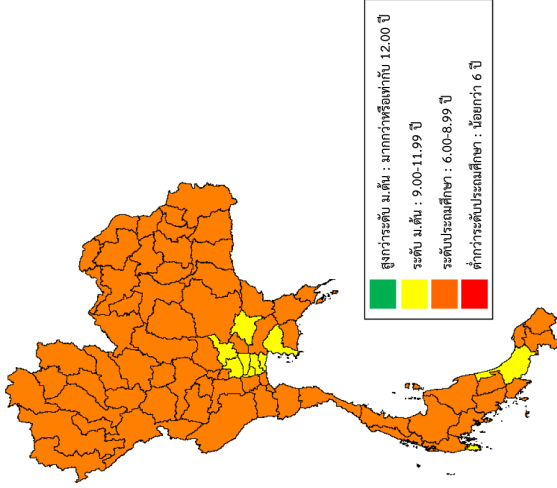 สูงกว่าระดับ ม.ต้น : มากกว่าหรือเท่ากับ 12.00 ปี
ระดับ ม.ต้น : 9.00-11.99 ปี
ระดับประถมศึกษา : 6.00-8.99 ปี
ต่ำกว่าระดับประถมศึกษา : น้อยกว่า 6 ปี